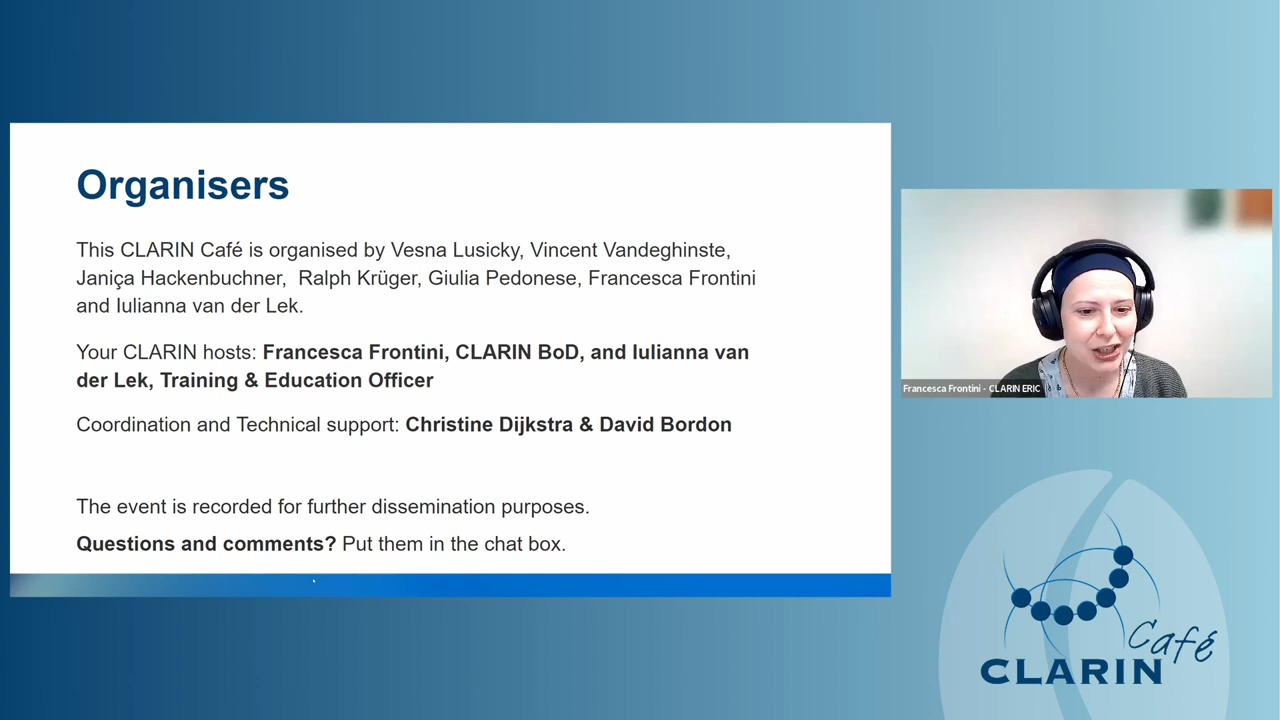 Organisers
This CLARIN Café is organised by Vesna Lusicky, Vincent Vandeghinste,
Janiça Hackenbuchner,  Ralph Krüger, Giulia Pedonese, Francesca Frontini
and Iulianna van der Lek.
Your CLARIN hosts: Francesca Frontini, CLARIN BoD, and Iulianna van
der Lek, Training & Education Officer
Coordination and Technical support: Christine Dijkstra & David Bordon
The event is recorded for further dissemination purposes.
Questions and comments? Put them in the chat box.
Francesca Frontini - CLARIN ERIC
Café
CLARIN